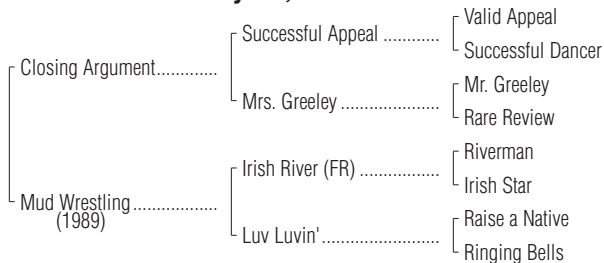 Valid Appeal
Successful Appeal ............
Successful Dancer
Closing Argument.............
Mr. Greeley
Mrs. Greeley .....................
Rare Review
Riverman
Irish River (FR) .................
Irish Star
Mud Wrestling..................
(1989)
Raise a Native
Luv Luvin'.........................
Ringing Bells